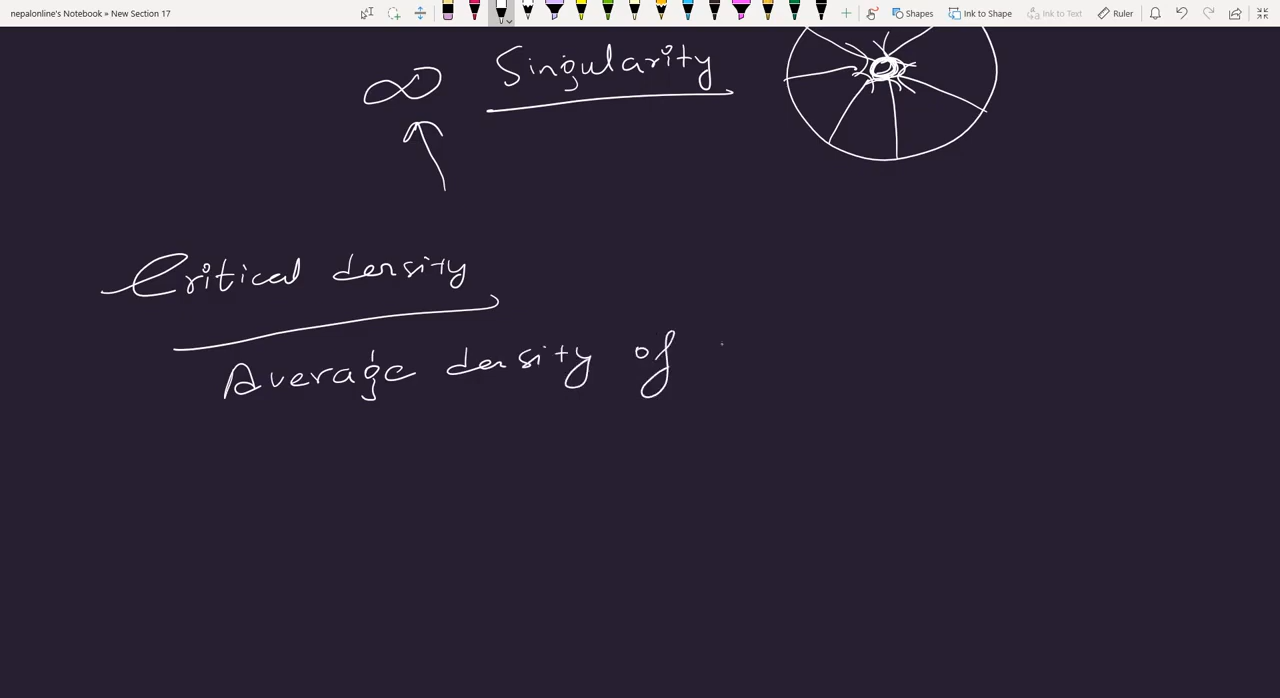 nepalonline's Notebook » New Section 17
Shapes Ink to Shape Ink to Text Ruler
∞ Singularity
Critical density
Average density of